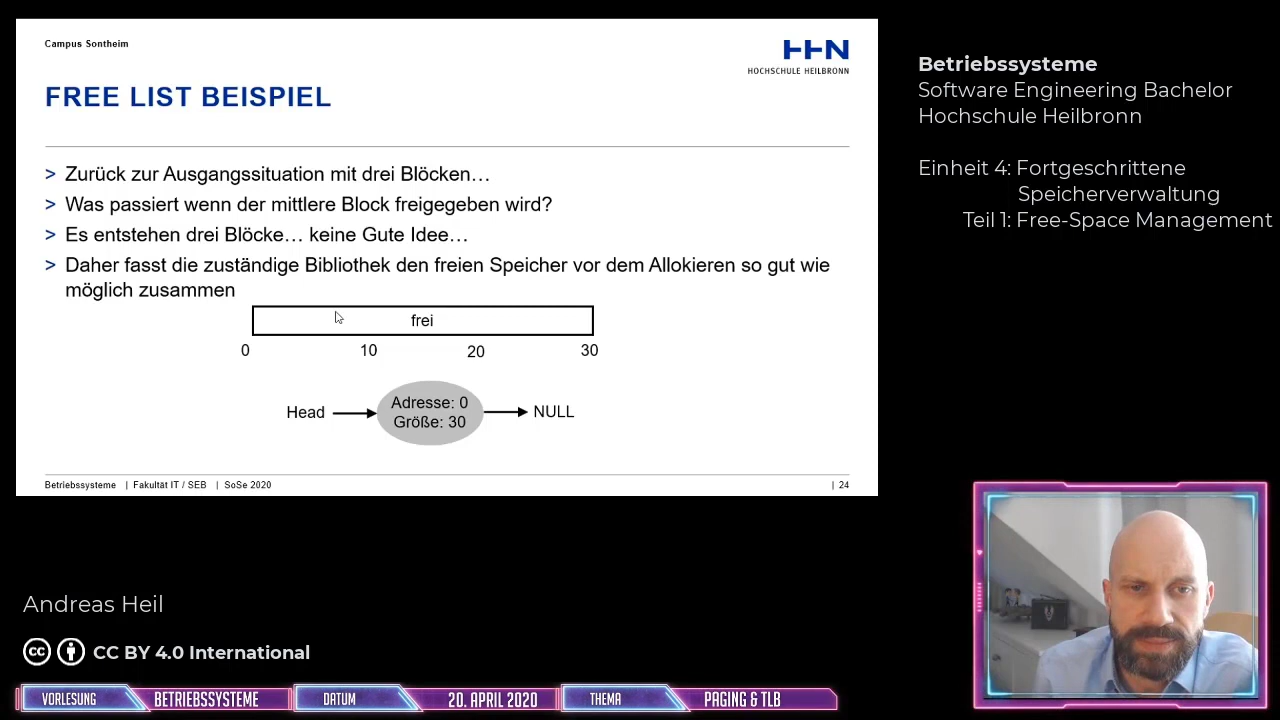 Campus Sontheim
HHN
HOCHSCHULE HEILBRONN
FREE LIST BEISPIEL
> Zurück zur Ausgangssituation mit drei Blöcken…
> Was passiert wenn der mittlere Block freigegeben wird?
> Es entstehen drei Blöcke… keine Gute Idee…
> Daher fasst die zuständige Bibliothek den freien Speicher vor dem Allokieren so gut wie
möglich zusammen
frei
0 10 20 30
Adresse: 0
Head NULL
Größe: 30
Betriebssysteme | Fakultät IT / SEB | SoSe 2020 | 24
Betriebssysteme
Software Engineering Bachelor
Hochschule Heilbronn
Einheit 4: Fortgeschrittene
Speicherverwaltung
Teil 1: Free-Space Management
Andreas Heil
cc CC BY 4.0 International
VORLESUNG BETRIEBSSYSTEME DATUM 20. APRIL 2020 THEMA PAGING & TLB